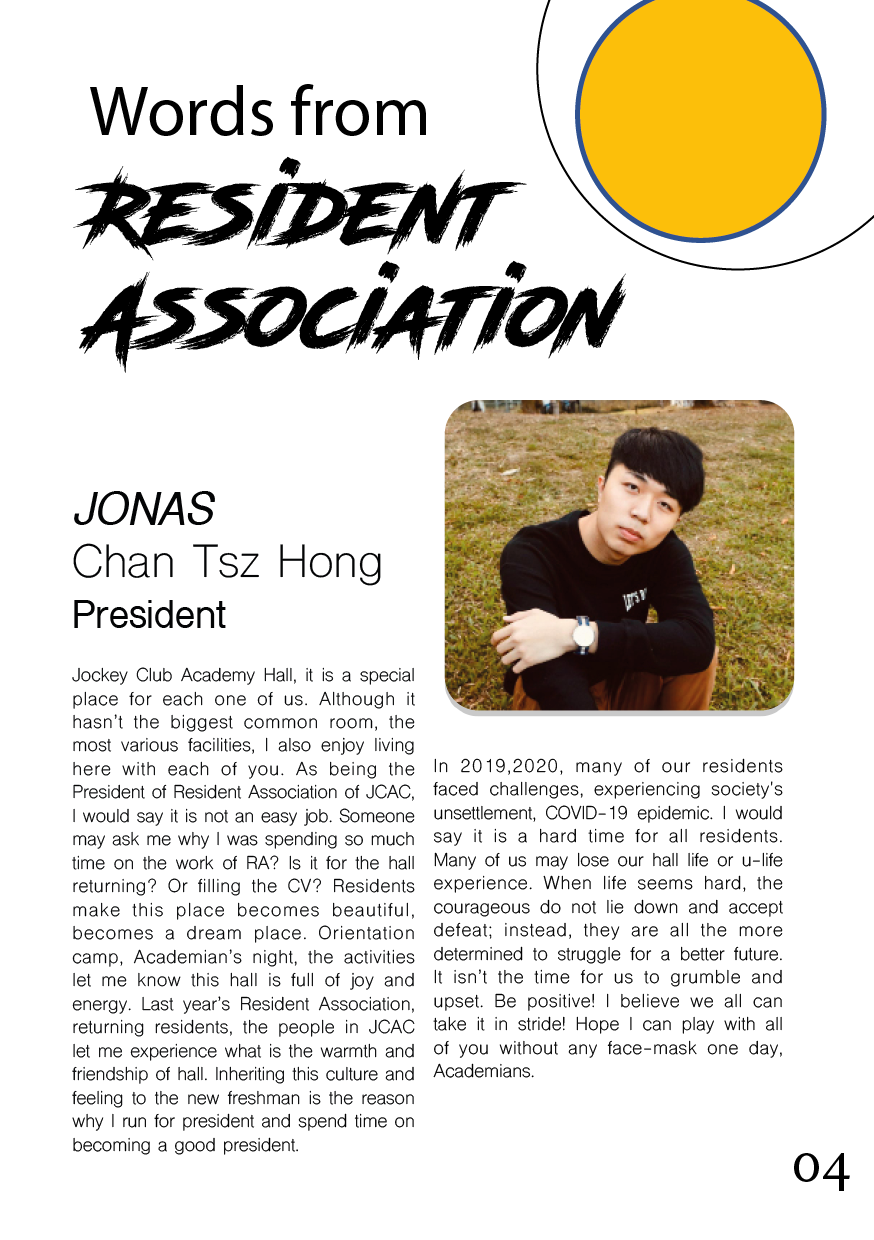 Words from
RESIDENT
ASSOCIATION
JONAS
Chan Tsz Hong
President
Jockey Club Academy Hall, it is a special
place for each one of us. Although it
hasn't the biggest common room, the
most various facilities, I also enjoy living
here with each of you. As being the
President of Resident Association of JCAC,
I would say it is not an easy job. Someone
may ask me why I was spending so much
time on the work of RA? Is it for the hall
returning? Or filling the CV? Residents
make this place becomes beautiful,
becomes a dream place. Orientation
camp, Academian's night, the activities
let me know this hall is full of joy and
energy. Last year's Resident Association,
returning residents, the people in JCAC
let me experience what is the warmth and
friendship of hall. Inheriting this culture and
feeling to the new freshman is the reason
why I run for president and spend time on
becoming a good president.
LET'S
In 2019,2020, many of our residents
faced challenges, experiencing society's
unsettlement, COVID-19 epidemic. I would
say it is a hard time for all residents.
Many of us may lose our hall life or u-life
experience. When life seems hard, the
courageous do not lie down and accept
defeat; instead, they are all the more
determined to struggle for a better future.
It isn't the time for us to grumble and
upset. Be positive! I believe we all can
take it in stride! Hope I can play with all
of you without any face-mask one day,
Academians.
04